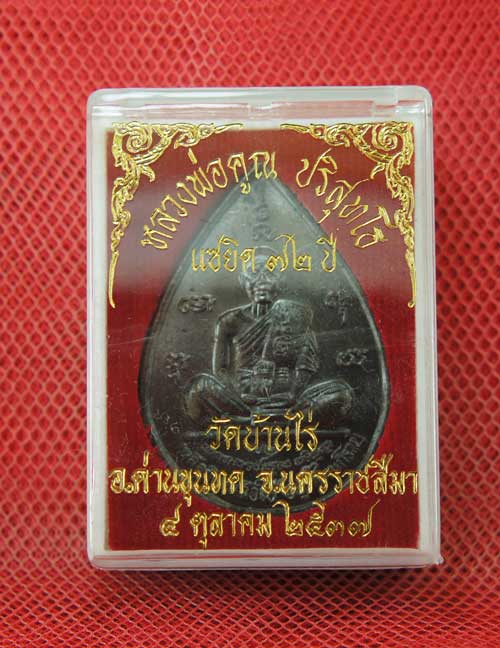 หลวงพ่อคูณ ปริสุทโธ
แซยิด ๗๒ ปี
วัดบ้านไร่
อ.ด่านขุนทด จ.นครราชสีมา
๔ ตุลาคม ๒๕๓๗